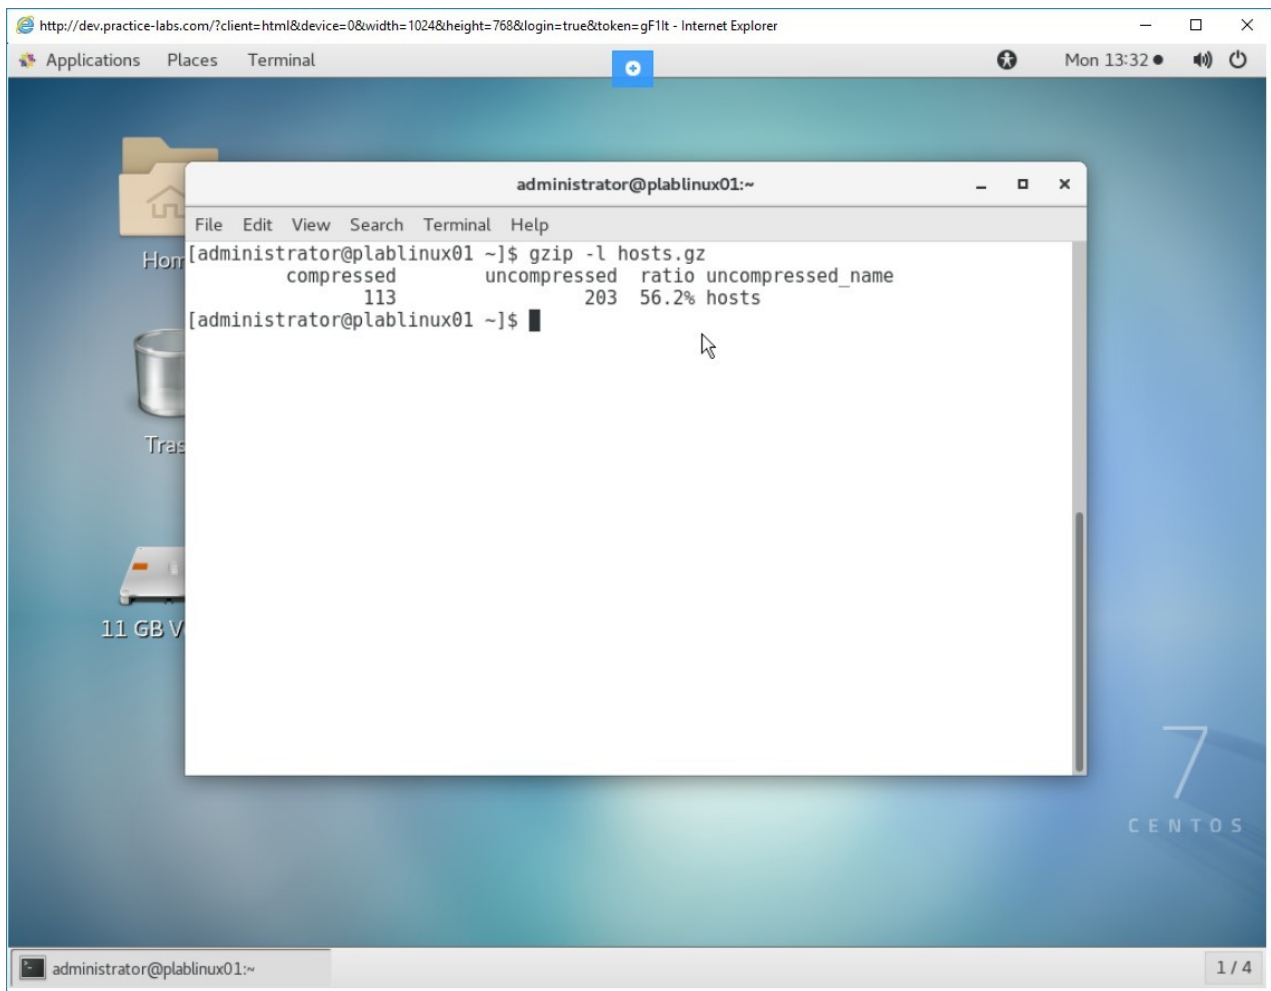 http://dev.practice-labs.com/?client=html&device=0&width=1024&height=768&login=true&token=gF1lt - Internet Explorer
Applications Places Terminal Mon 13:32
administrator@plablinux01:~
File Edit View Search Terminal Help
[administrator@plablinux01 ~]$ gzip -l hosts.gz
compressed uncompressed ratio uncompressed_name
113 203 56.2% hosts
[administrator@plablinux01 ~]$
11 GB
7
CENTOS
administrator@plablinux01:~
1 / 4